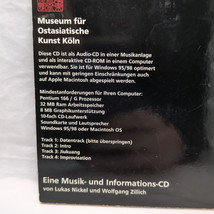 Museum für
Ostasiatische
Kunst Köln
Diese CD ist als Audio-CD in einer Musikanlage
und als interaktive CD-ROM in einem Computer
verwendbar. Sie ist für Windows 95/98 optimiert
und kann mit geringen Einschränkungen auch
auf Apple Macintosh abgespielt werden.
Mindestanforderungen für Ihren Computer:
Pentium 166 / G Prozessor
32 MB Ram Arbeitsspeicher
8 MB Graphikunterstützung
10-fach CD-Laufwerk
Soundkarte und Lautsprecher
Windows 95/98 oder Macintosh OS
Track 1: Datentrack (bitte überspringen)
Track 2: Intro
Track 3: Jiukuang
Track 4: Improvisation
Eine Musik- und Informations-CD
von Lukas Nickel und Wolfgang Zillich